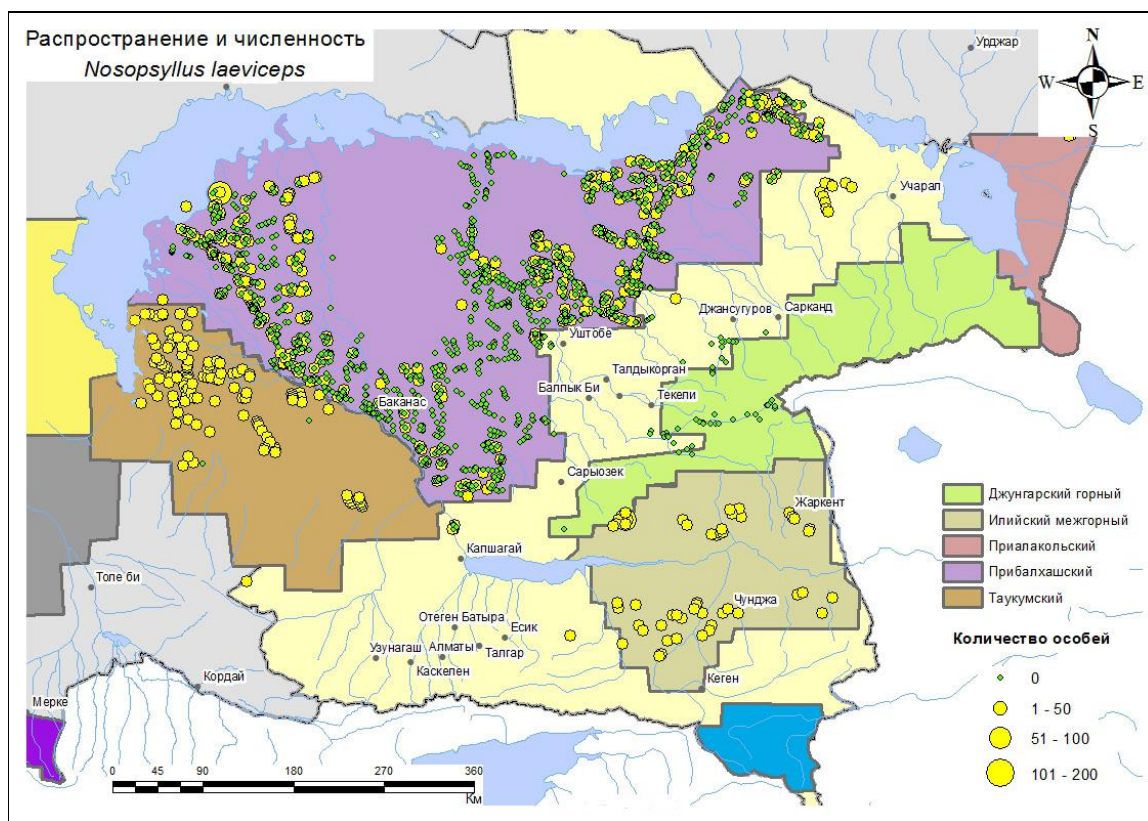 Распространение и численность
Nosopsyllus laeviceps
Урджар
N
W
E
S
Учарал
Джансугуров
Сарканд
Уштобе
Талдыкорган
Балпык Би
Текели
Баканас
Сарыозек
Жаркент
Капшагай
Толе би
Чунджа
Отеген Батыра
Есик
Узунагаш
Алматы
Талгар
Каскелен
Кеген
Кордай
Мерке
Джунгарский горный
Илийский межгорный
Приалакольский
Прибалхашский
Таукумский
Количество особей
0
1 - 50
51 - 100
101 - 200
0 45 90 180 270 360
Км